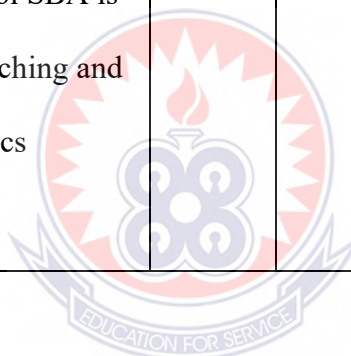 of SBA is
ching and
cs
EDUCATION FOR SERVICE